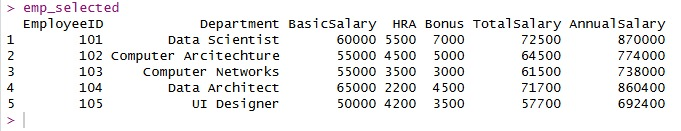 > emp_selected
EmployeeID Department BasicSalary HRA Bonus TotalSalary AnnualSalary
1 101 Data Scientist 60000 5500 7000 72500 870000
2 102 Computer Arcitechture 55000 4500 5000 64500 774000
3 103 Computer Networks 55000 3500 3000 61500 738000
4 104 Data Architect 65000 2200 4500 71700 860400
5 105 UI Designer 50000 4200 3500 57700 692400
>